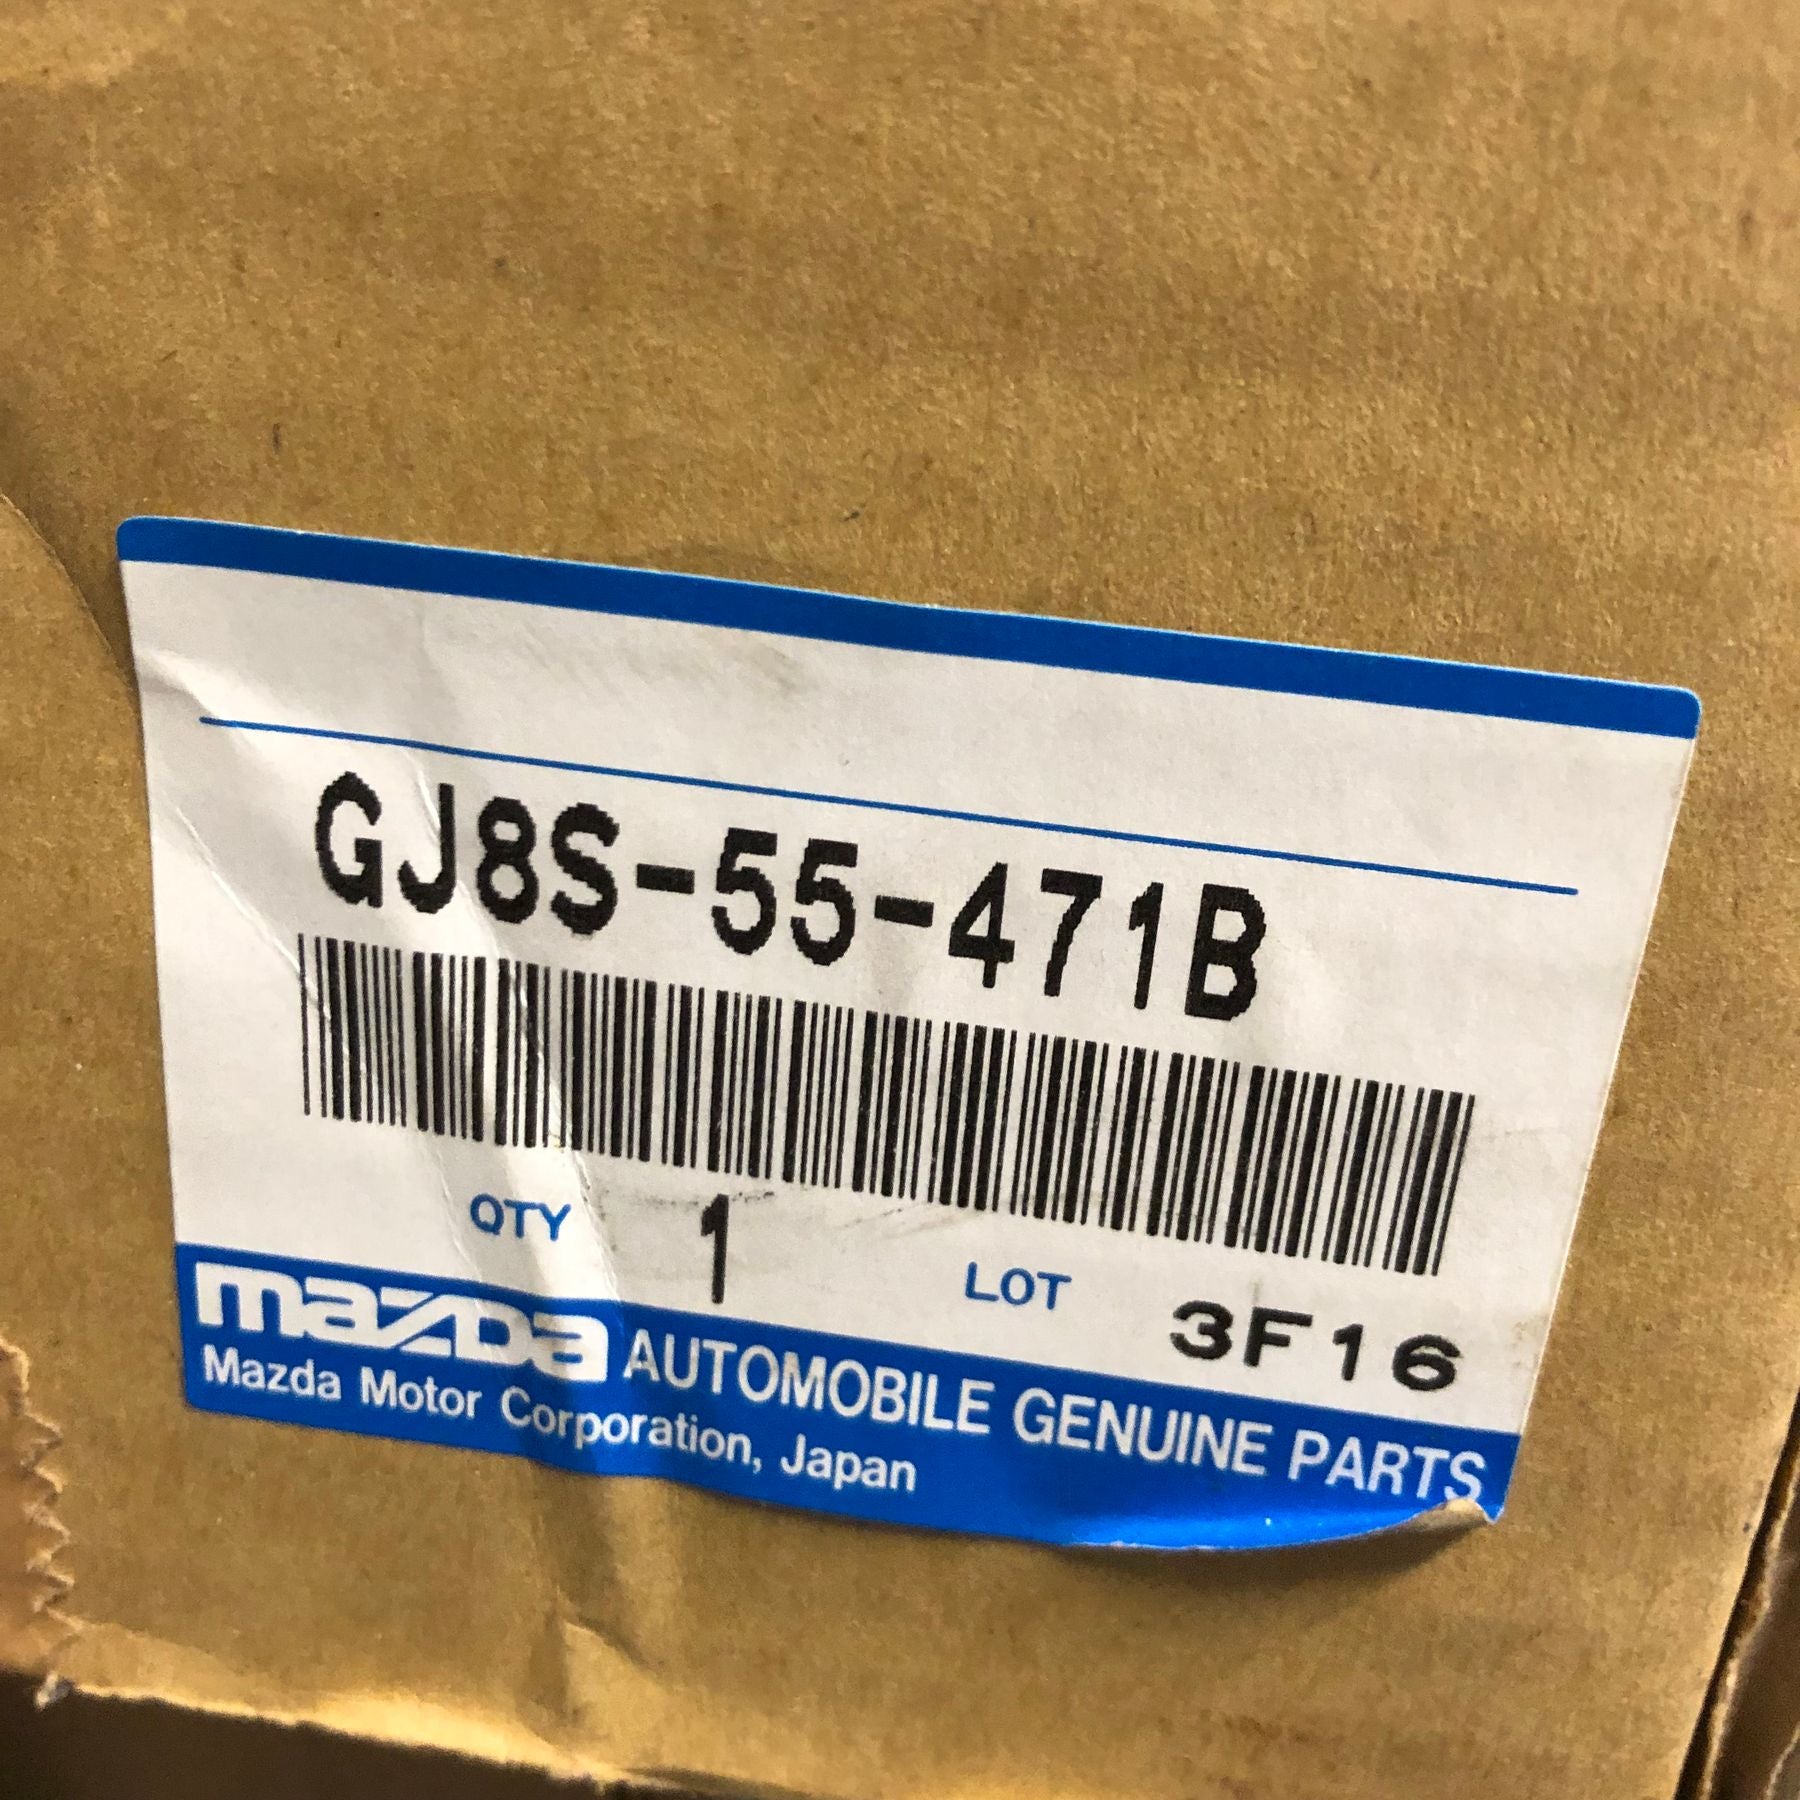 GJ8S-55-471B
QTY 1 LOT 3F16
mazda AUTOMOBILE GENUINE PARTS
Mazda Motor Corporation, Japan